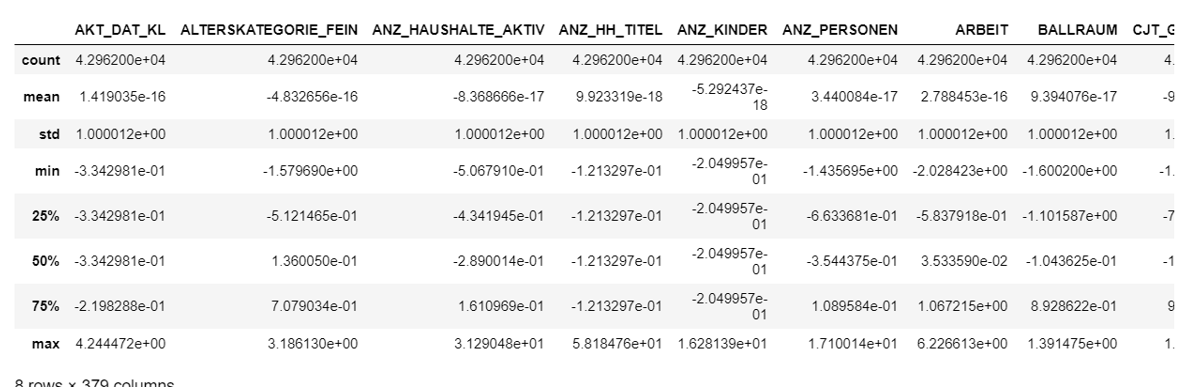 AKT_DAT_KL ALTERSKATEGORIE_FEIN ANZ_HAUSHALTE_AKTIV ANZ_HH_TITEL ANZ_KINDER ANZ_PERSONEN ARBEIT BALLRAUM CJT_G
count 4.296200e+04 4.296200e+04 4.296200e+04 4.296200e+04 4.296200e+04 4.296200e+04 4.296200e+04 4.296200e+04 4.
mean 1.419035e-16 -4.832656e-16 -8.368666e-17 9.923319e-18 -5.292437e-18 3.440084e-17 2.788453e-16 9.394076e-17 -9
std 1.000012e+00 1.000012e+00 1.000012e+00 1.000012e+00 1.000012e+00 1.000012e+00 1.000012e+00 1.000012e+00 1.
min -3.342981e-01 -1.579690e+00 -5.067910e-01 -1.213297e-01 -2.049957e-01 -1.435695e+00 -2.028423e+00 -1.600200e+00 -1.
25% -3.342981e-01 -5.121465e-01 -4.341945e-01 -1.213297e-01 -2.049957e-01 -6.633681e-01 -5.837918e-01 -1.101587e+00 -7
50% -3.342981e-01 1.360050e-01 -2.890014e-01 -1.213297e-01 -2.049957e-01 -3.544375e-01 3.533590e-02 -1.043625e-01 -1
75% -2.198288e-01 7.079034e-01 1.610969e-01 -1.213297e-01 -2.049957e-01 1.089584e-01 1.067215e+00 8.928622e-01 9
max 4.244472e+00 3.186130e+00 3.129048e+01 5.818476e+01 1.628139e+01 1.710014e+01 6.226613e+00 1.391475e+00 1.
8 rows × 379 columns